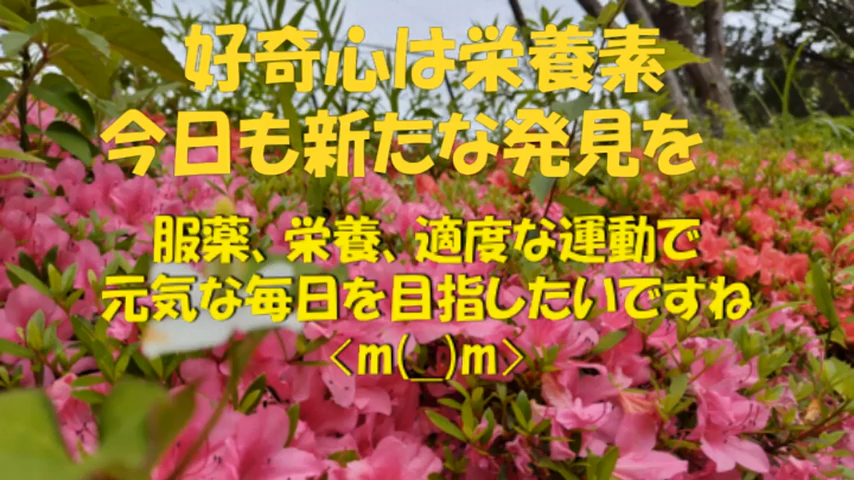 好奇心は栄養素
今日も新たな発見を
服薬、栄養、適度な運動で
元気な毎日を目指したいですね
<m(__)m>